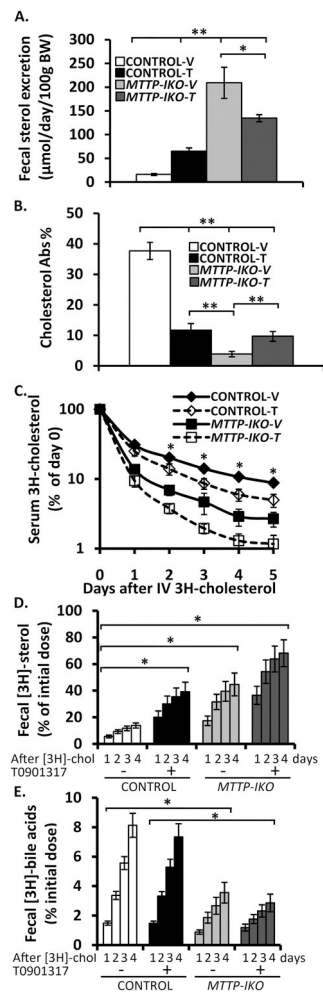 A.
Fecal sterol excretion
(μmol/day/100g BW)
300
250
200
150
100
50
0
**
*
CONTROL-V
CONTROL-T
MTTP-IKO-V
MTTP-IKO-T
B.
Cholesterol Abs%
50
40
30
20
10
0
**
CONTROL-V
CONTROL-T
MTTP-IKO-V
MTTP-IKO-T
**
**
C.
Serum 3H-cholesterol
(% of day 0)
100
10
1
CONTROL-V
CONTROL-T
MTTP-IKO-V
MTTP-IKO-T
* * * *
0 1 2 3 4 5
Days after IV 3H-cholesterol
D.
Fecal [3H]-sterol
(% of intial dose)
100
80
60
40
20
0
*
*
*
After [3H]-chol 1 2 3 4 1 2 3 4 1 2 3 4 1 2 3 4 days
T0901317 - + - +
CONTROL MTTP-IKO
E.
Fecal [3H]-bile acids
(% initial dose)
10
8
6
4
2
0
*
*
After [3H]-chol 1 2 3 4 1 2 3 4 1 2 3 4 1 2 3 4 days
T0901317 - + - +
CONTROL MTTP-IKO